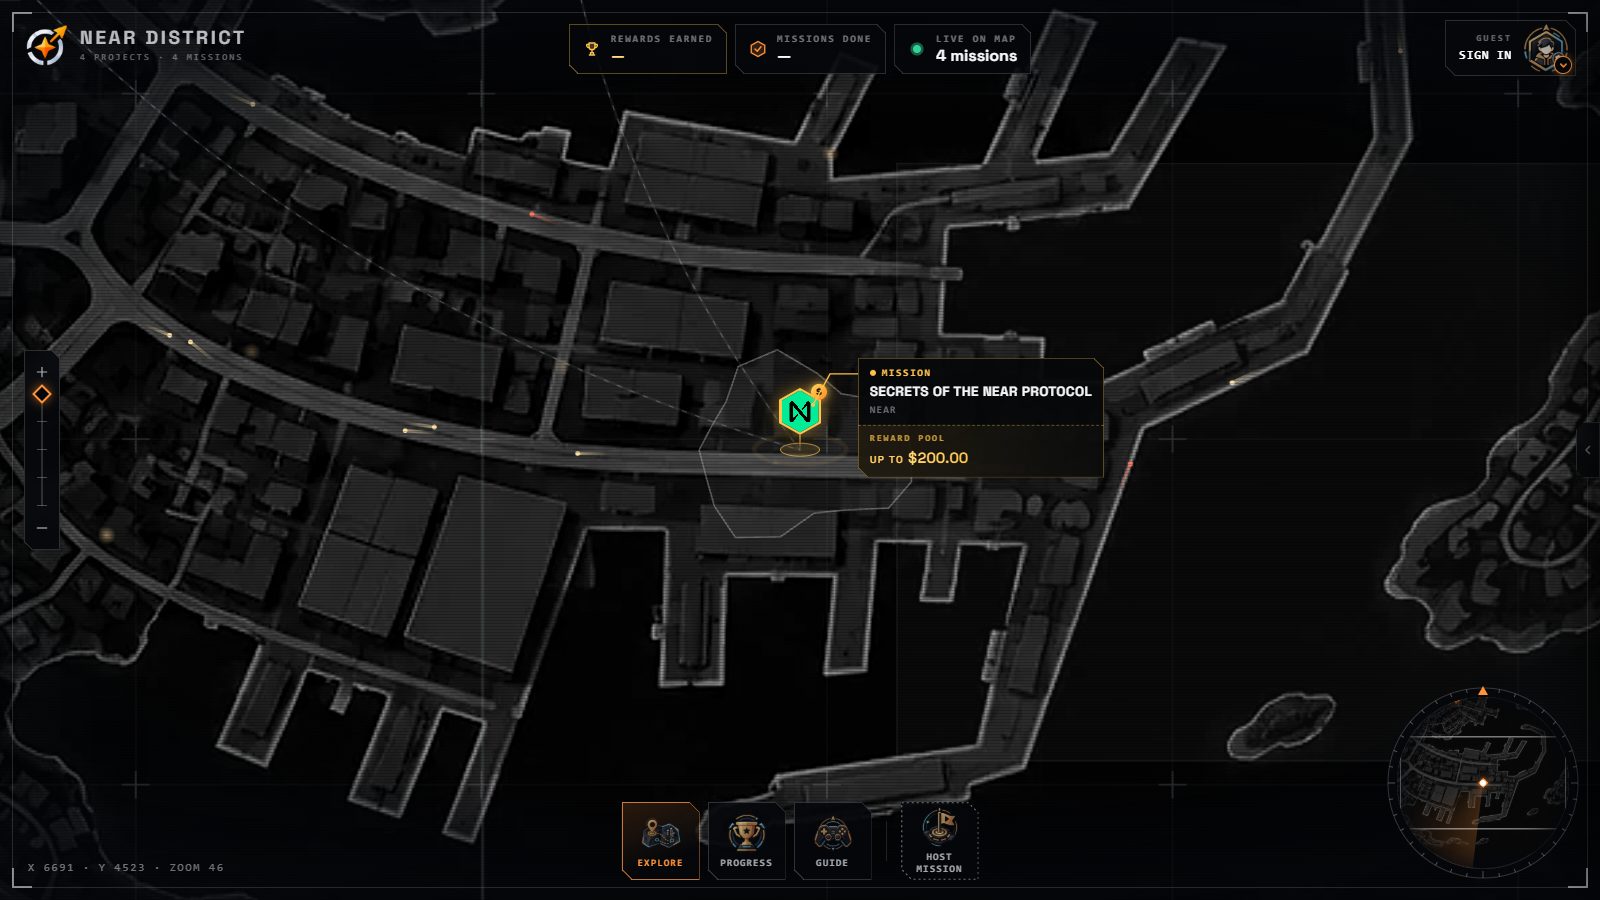 NEAR DISTRICT
4 PROJECTS · 4 MISSIONS
REWARDS EARNED
—
MISSIONS DONE
—
LIVE ON MAP
4 missions
GUEST
SIGN IN
MISSION
SECRETS OF THE NEAR PROTOCOL
NEAR
REWARD POOL
UP TO $200.00
EXPLORE
PROGRESS
GUIDE
HOST
MISSION
X 6691 · Y 4523 · ZOOM 46